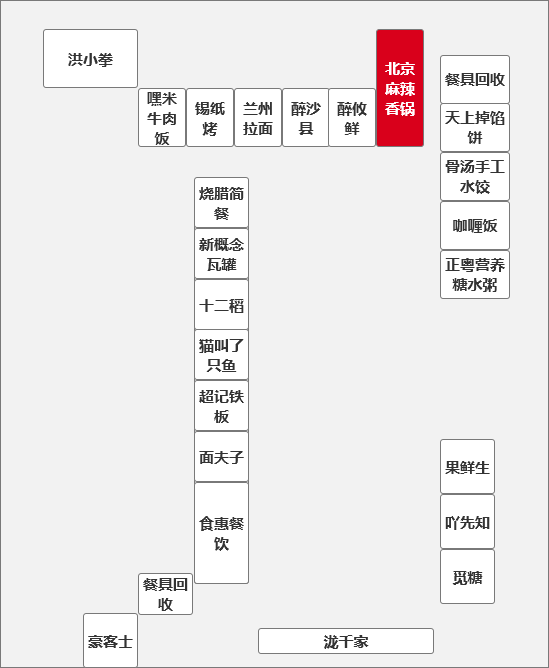 洪小拳
嘿米
牛肉
饭
锡纸
烤
兰州
拉面
醉沙
县
醉攸
鲜
北京
麻辣
香锅
餐具回收
天上掉馅
饼
骨汤手工
水饺
咖喱饭
正粤营养
糖水粥
烧腊简
餐
新概念
瓦罐
十二稻
猫叫了
只鱼
超记铁
板
面夫子
食惠餐
饮
餐具回
收
豪客士
果鲜生
吖先知
觅糖
泷千家